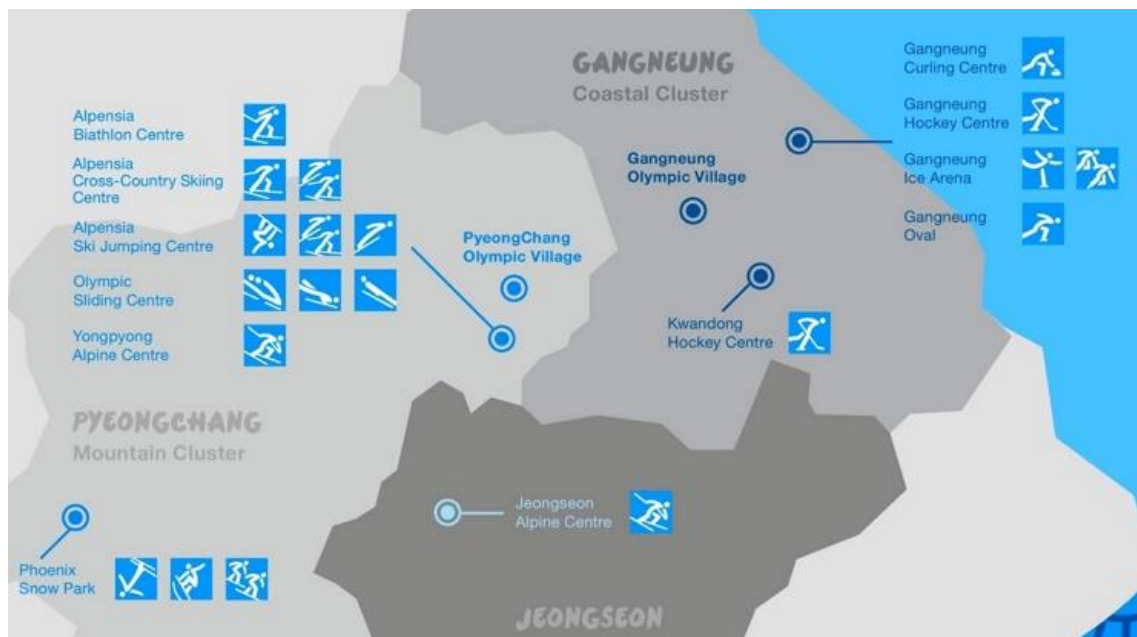 GANGNEUNG
Coastal Cluster
Gangneung
Curling Centre
Gangneung
Hockey Centre
Gangneung
Ice Arena
Gangneung
Oval
Gangneung
Olympic Village
Kwandong
Hockey Centre
Alpensia
Biathlon Centre
Alpensia
Cross-Country Skiing
Centre
Alpensia
Ski Jumping Centre
Olympic
Sliding Centre
Yongpyong
Alpine Centre
PyeongChang
Olympic Village
PYEONGCHANG
Mountain Cluster
Phoenix
Snow Park
Jeongseon
Alpine Centre
JEONGSEON